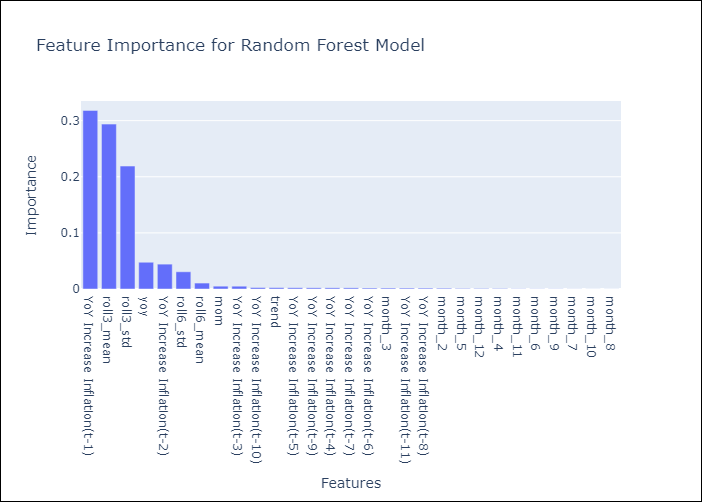 Feature Importance for Random Forest Model
Importance
0.3
0.2
0.1
0
YoY Increase Inflation(t-1)
roll3_mean
roll3_std
yoy
YoY Increase Inflation(t-2)
roll6_std
roll6_mean
mom
YoY Increase Inflation(t-3)
YoY Increase Inflation(t-10)
trend
YoY Increase Inflation(t-5)
YoY Increase Inflation(t-9)
YoY Increase Inflation(t-4)
YoY Increase Inflation(t-7)
YoY Increase Inflation(t-6)
month_3
YoY Increase Inflation(t-11)
YoY Increase Inflation(t-8)
month_2
month_5
month_12
month_4
month_11
month_6
month_9
month_7
month_10
month_8
Features